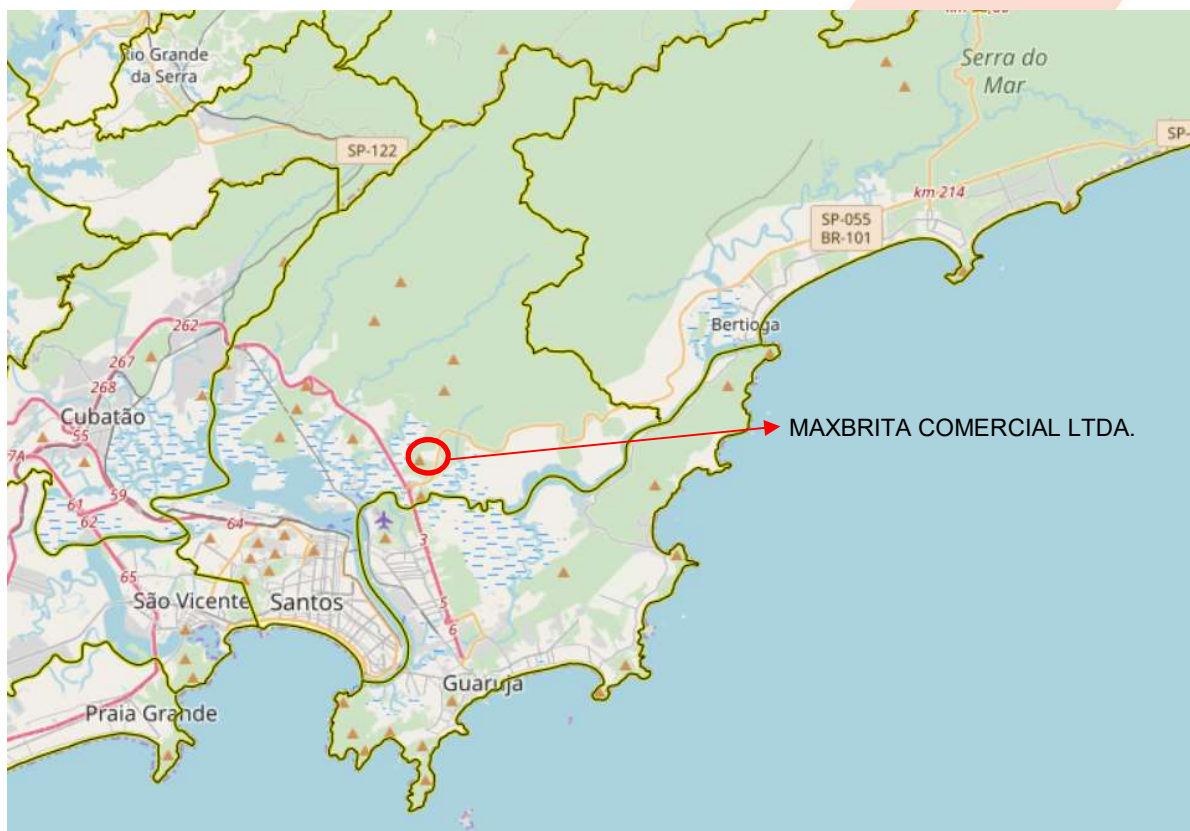 Rio Grande
da Serra
Serra do
Mar
SP-122
SP-
km 214
SP-055
BR-101
262
Bertioga
267
268
Cubatão
55
MAXBRITA COMERCIAL LTDA.
7A
59
61
62
64
3
65
São Vicente
Santos
5
6
Guaruja
Praia Grande